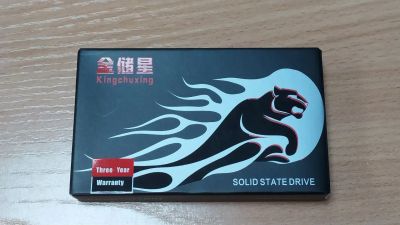 金储星
Kingchuxing
Three Year
Warranty
SOLID STATE DRIVE